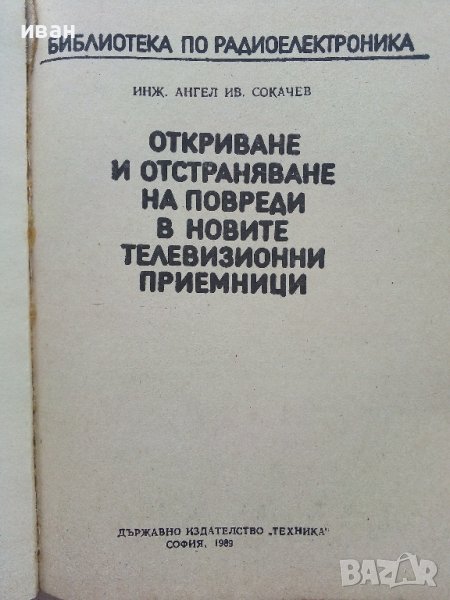 иван
БИБЛИОТЕКА ПО РАДИОЕЛЕКТРОНИКА
ИНЖ. АНГЕЛ ИВ. СОКАЧЕВ
ОТКРИВАНЕ
И ОТСТРАНЯВАНЕ
НА ПОВРЕДИ
В НОВИТЕ
ТЕЛЕВИЗИОННИ
ПРИЕМНИЦИ
ДЪРЖАВНО ИЗДАТЕЛСТВО „ТЕХНИКА"
СОФИЯ, 1989
BAZAR